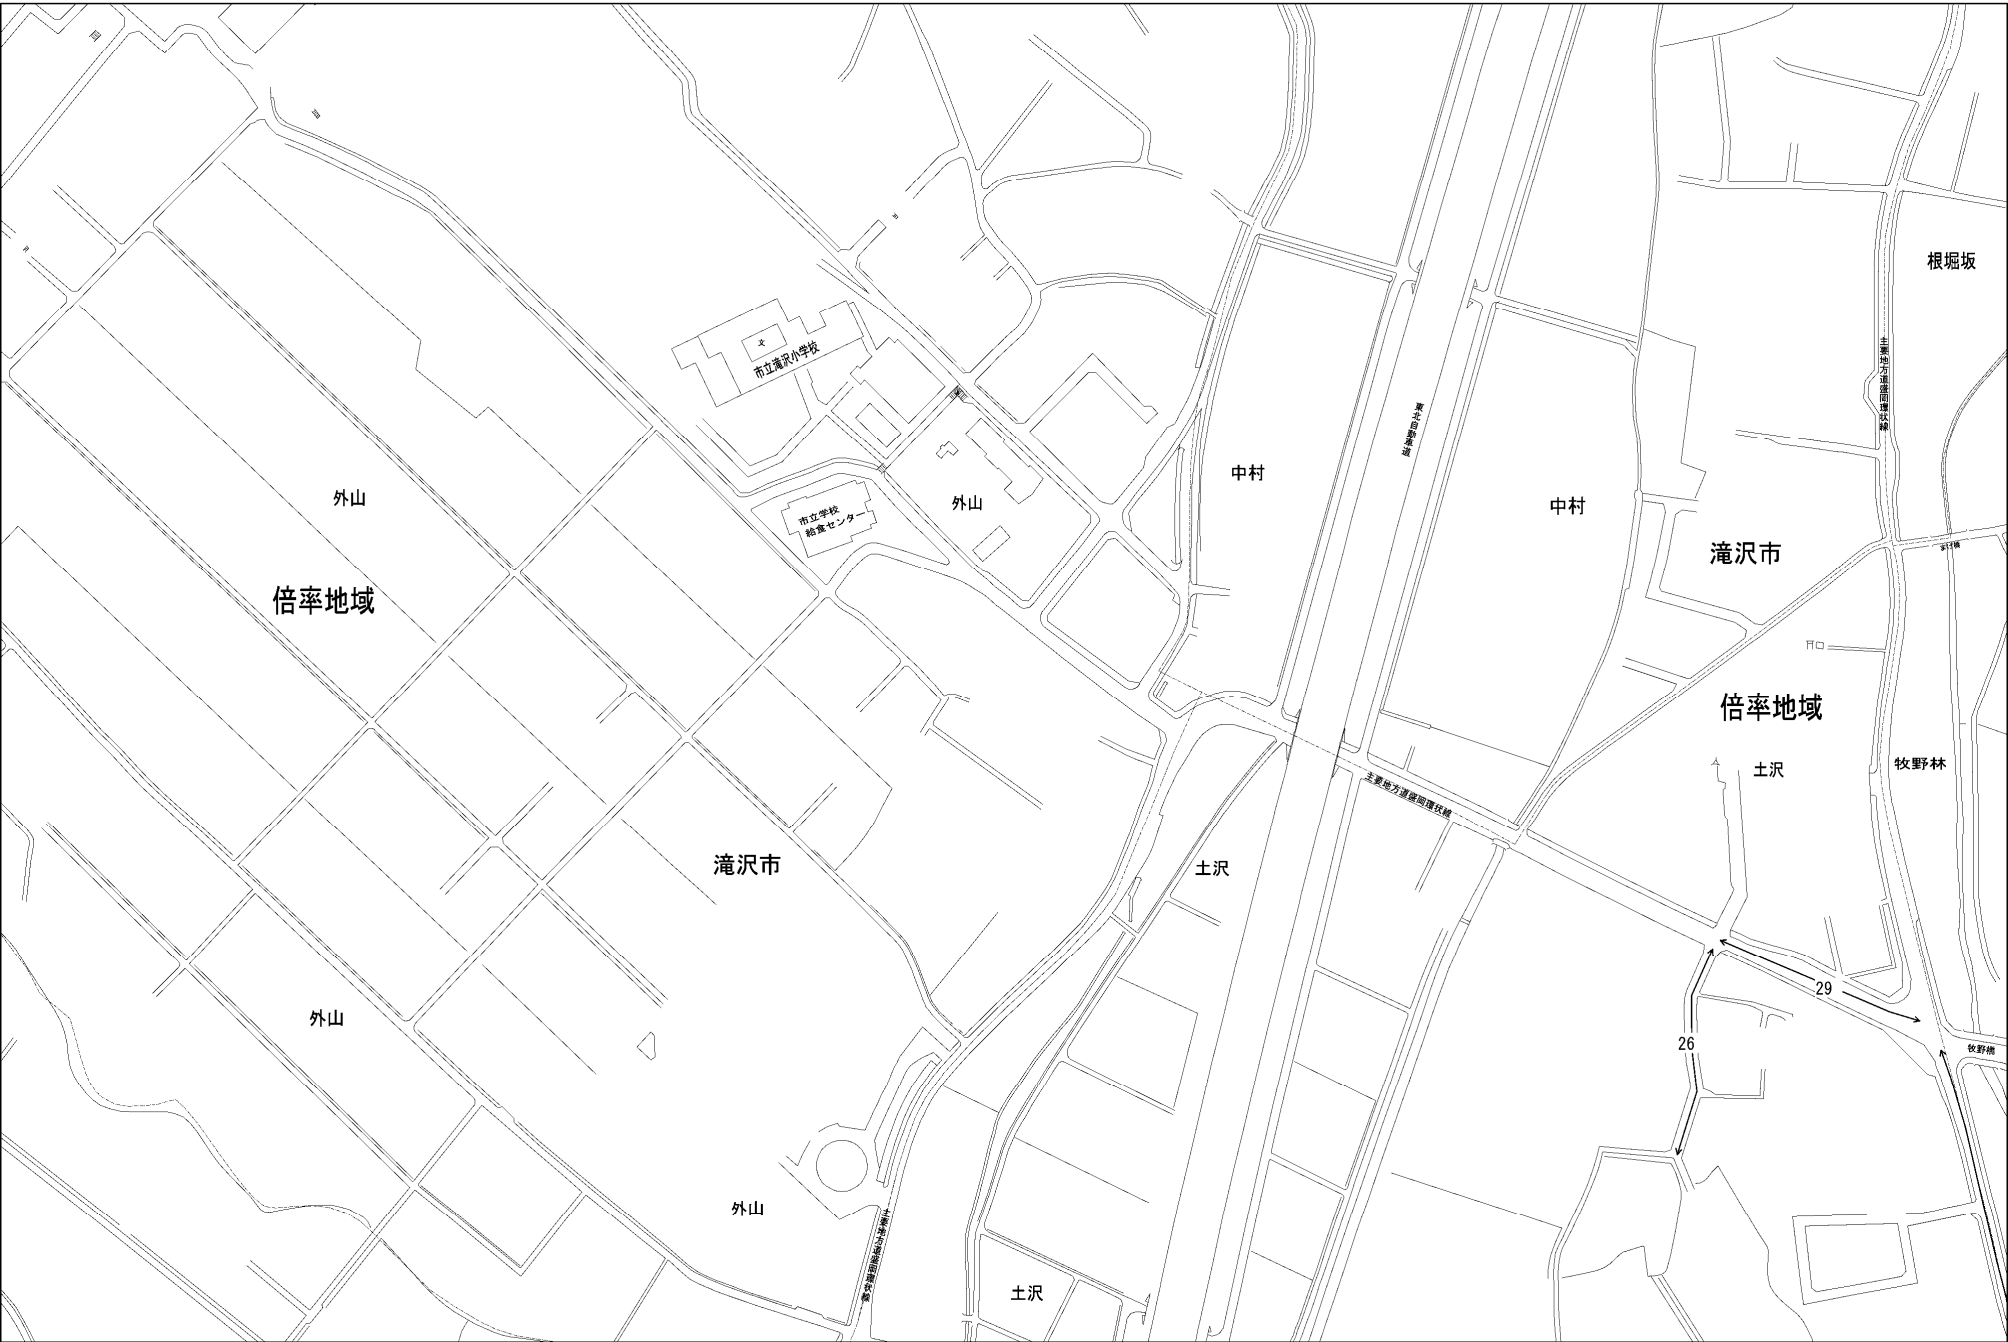 根堀坂
主要地方道盛岡環状線
文
市立滝沢小学校
東北自動車道
中村
外山
外山
中村
市立学校
給食センター
滝沢市
倍率地域
倍率地域
牧野林
土沢
主要地方道盛岡環状線
滝沢市
土沢
29
外山
26
牧野橋
外山
主要地方道盛岡環状線
土沢